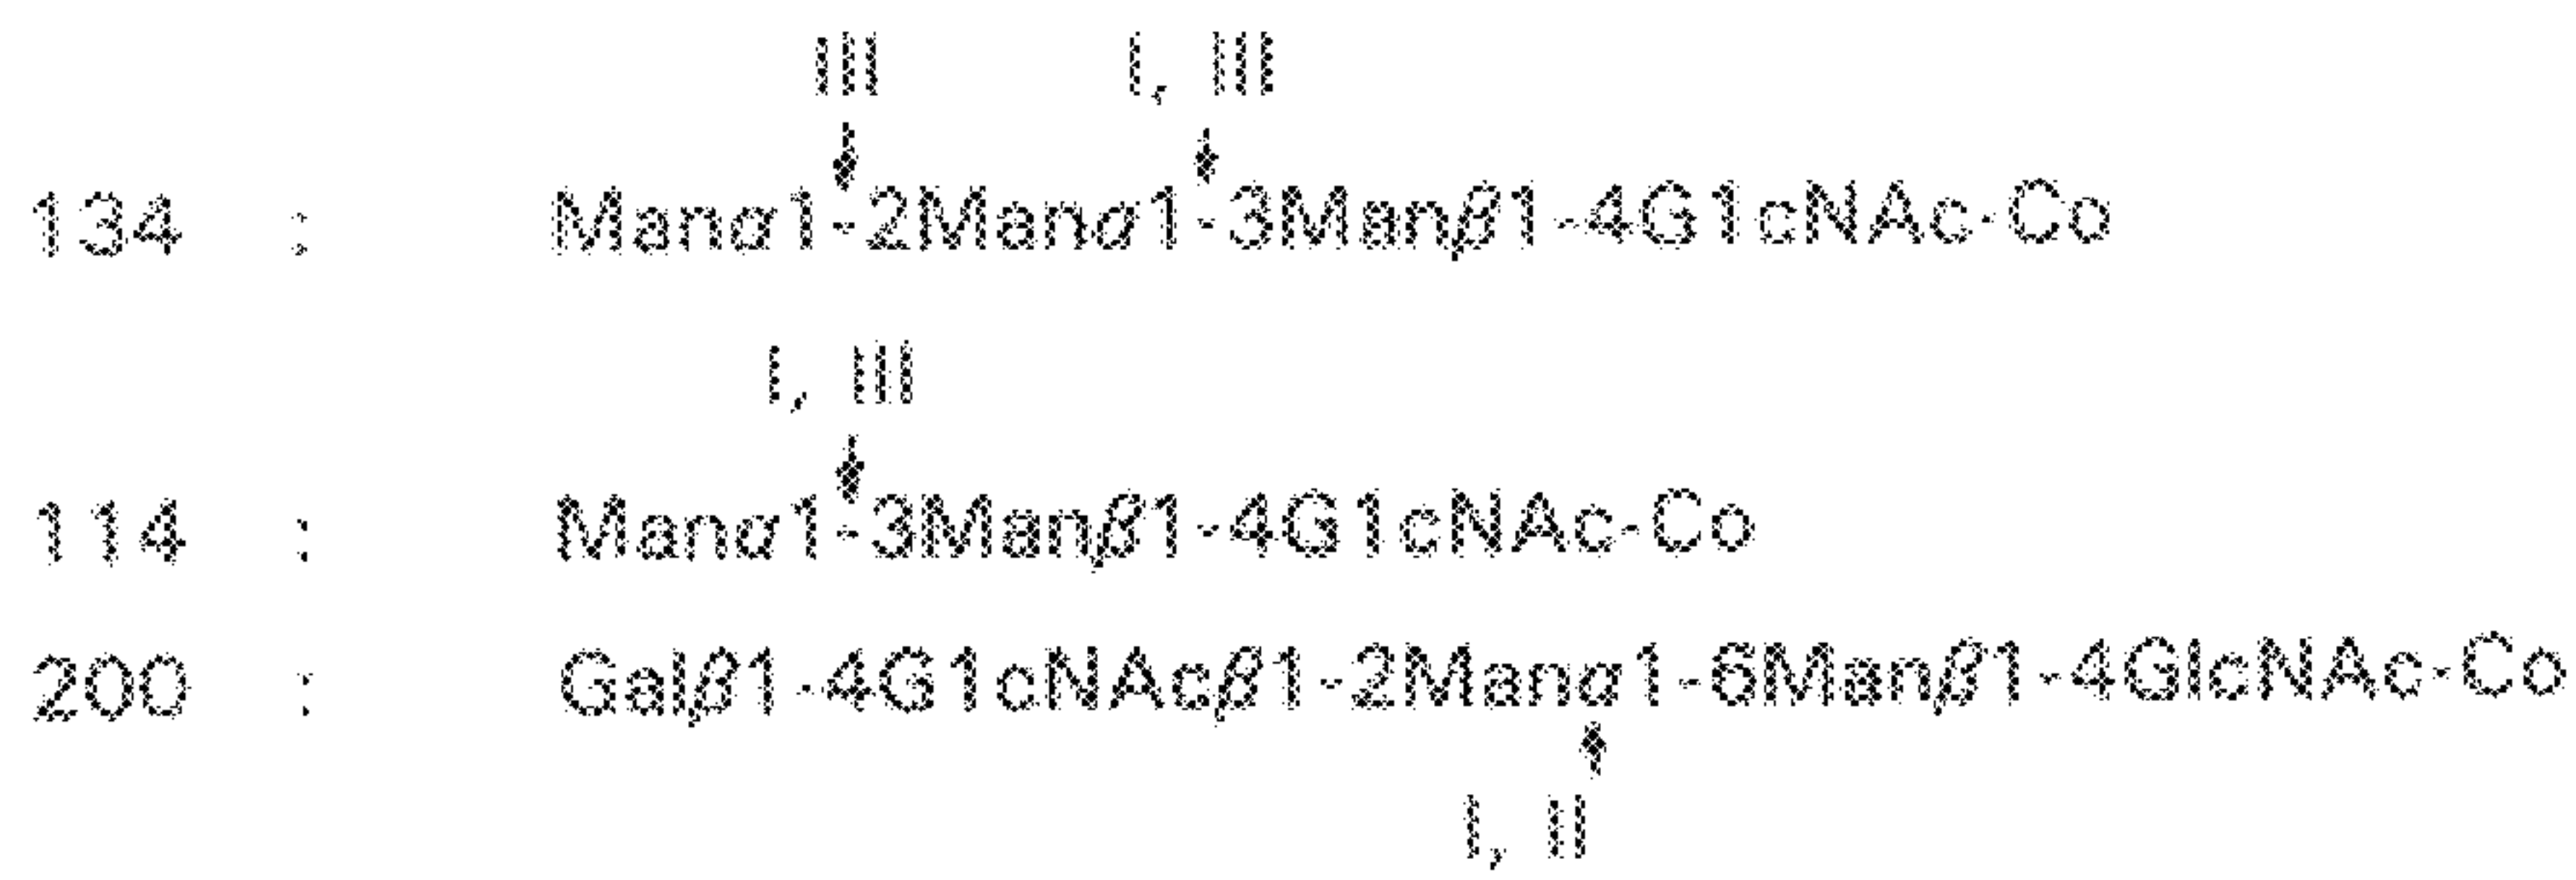 III I, III
134 : Manα1-2Manα1-3Manβ1-4G1cNAc-Co
I, III
114 : Manα1-3Manβ1-4G1cNAc-Co
200 : Galβ1-4G1cNAcβ1-2Manα1-6Manβ1-4GlcNAc-Co
I, II